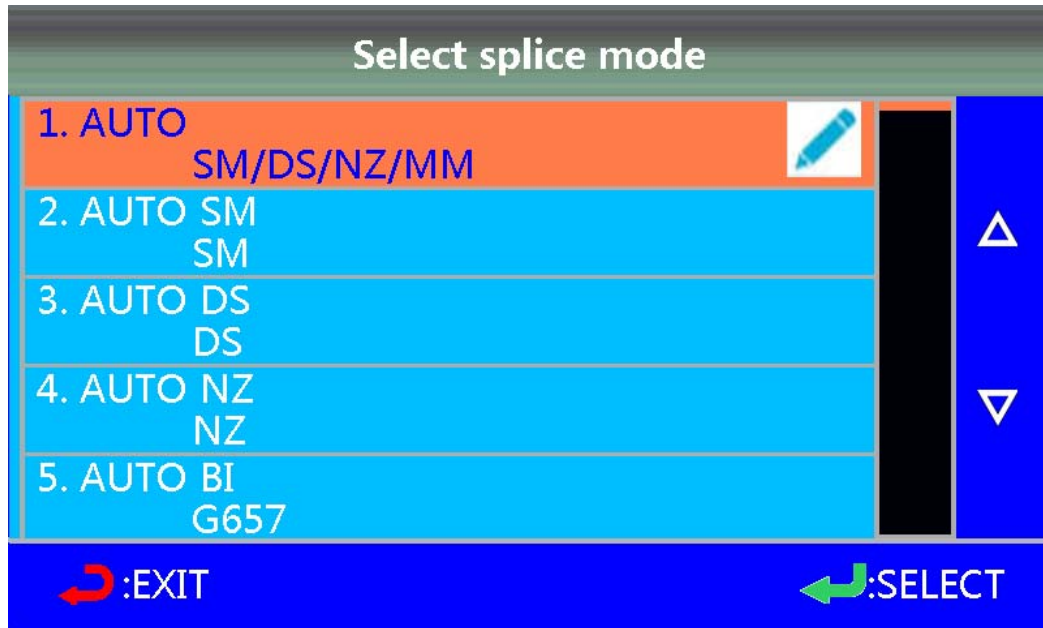 Select splice mode
1. AUTO
SM/DS/NZ/MM
2. AUTO SM
SM
3. AUTO DS
DS
4. AUTO NZ
NZ
5. AUTO BI
G657
:EXIT
:SELECT